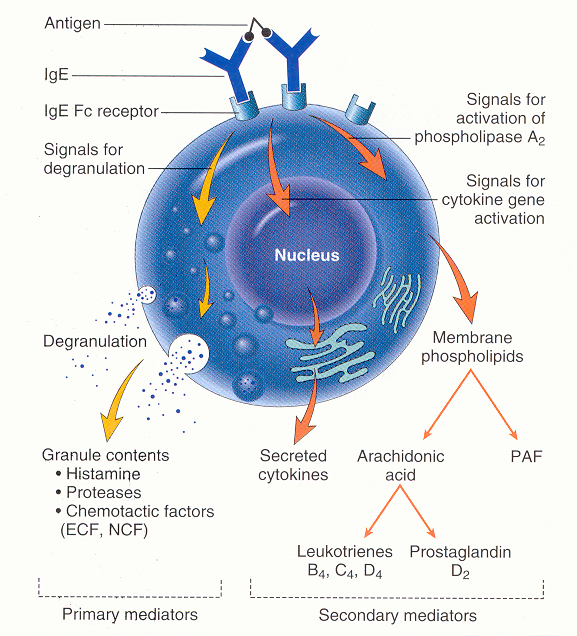 Antigen
IgE
IgE Fc receptor
Signals for
degranulation
Signals for
activation of
phospholipase A₂
Signals for
cytokine gene
activation
Nucleus
Degranulation
Membrane
phospholipids
Granule contents
• Histamine
• Proteases
• Chemotactic factors
(ECF, NCF)
Secreted
cytokines
Arachidonic
acid
PAF
Leukotrienes
B₄, C₄, D₄
Prostaglandin
D₂
Primary mediators
Secondary mediators